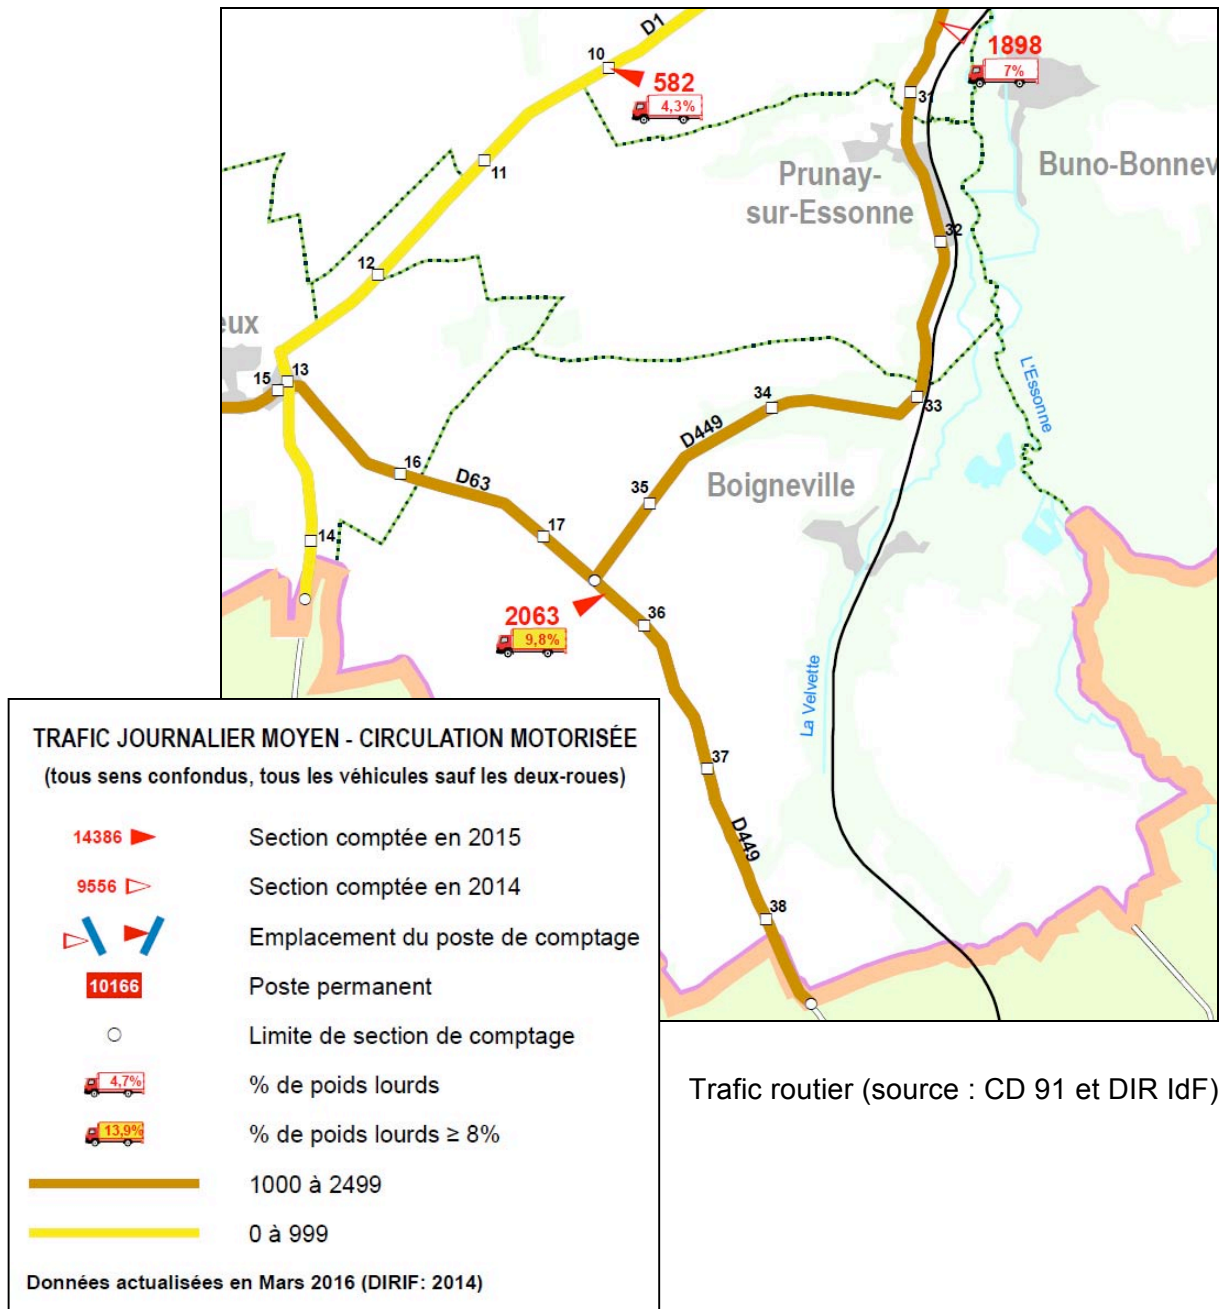 D1
10
582
4,3%
1898
7%
31
11
Prunay-
sur-Essonne
Buno-Bonnev
32
12
eux
13
15
L'Essonne
34
33
D449
16
D63
Boigneville
35
17
14
2063
9,8%
36
La Velvette
37
D449
38
TRAFIC JOURNALIER MOYEN - CIRCULATION MOTORISÉE
(tous sens confondus, tous les véhicules sauf les deux-roues)
14386 Section comptée en 2015
9556 Section comptée en 2014
Emplacement du poste de comptage
10166 Poste permanent
Limite de section de comptage
4,7% % de poids lourds
13,9% % de poids lourds ≥ 8%
1000 à 2499
0 à 999
Données actualisées en Mars 2016 (DIRIF: 2014)
Trafic routier (source : CD 91 et DIR IdF)